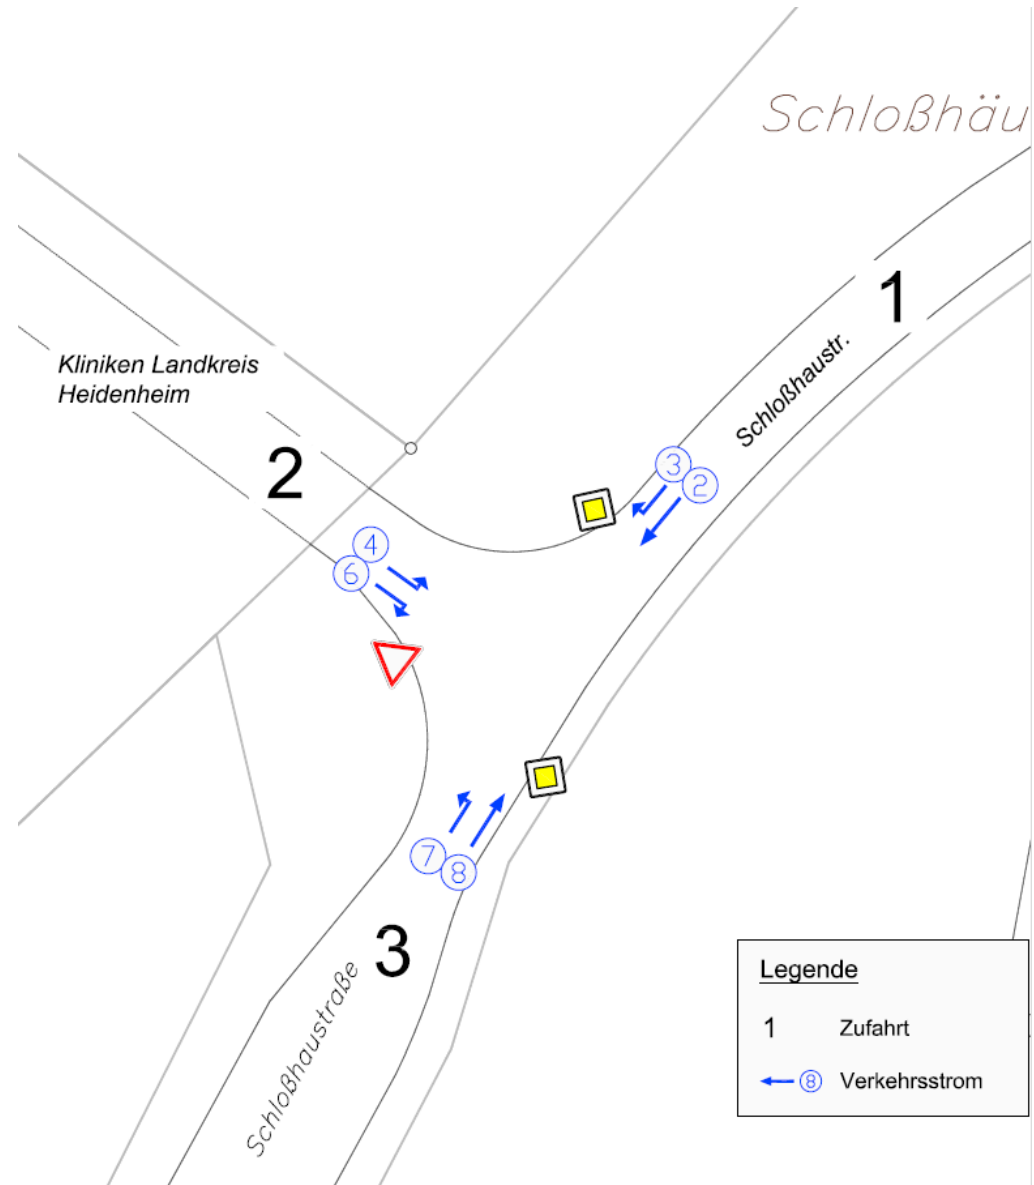 Schloßhäu
1
Schloßhaustr.
Kliniken Landkreis
Heidenheim
2
3
2
4
6
7
8
3
Schloßhaustraße
Legende
1 Zufahrt
8 Verkehrsstrom